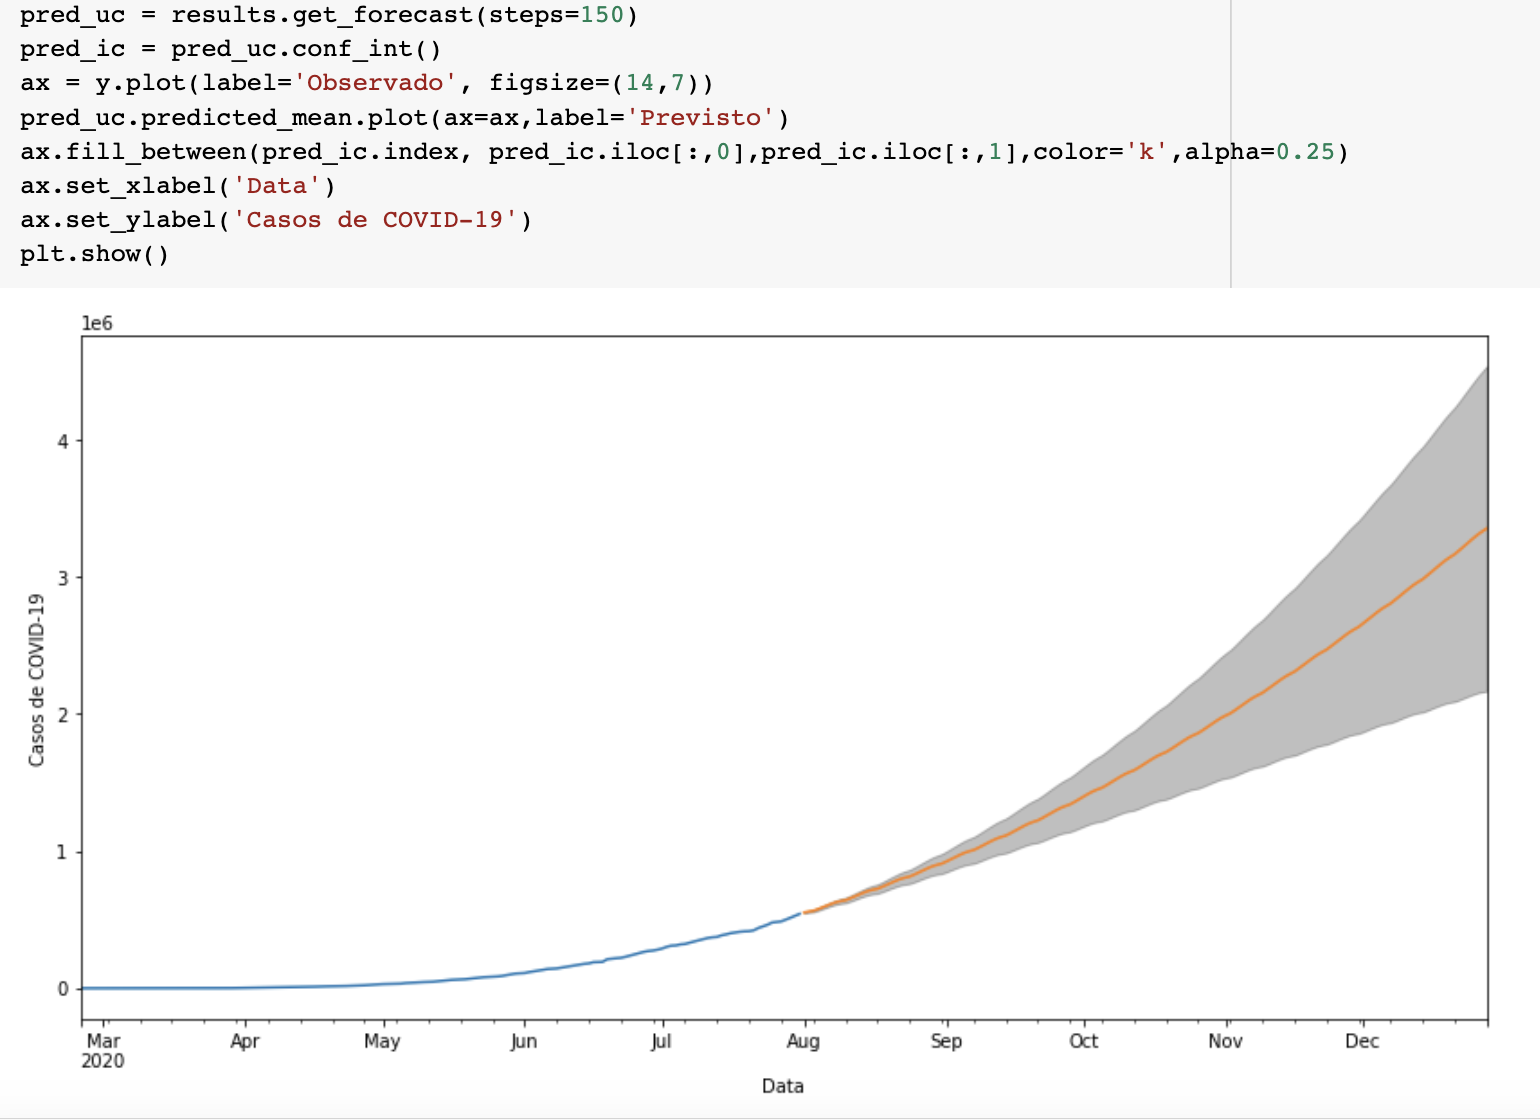 pred_uc = results.get_forecast(steps=150)
pred_ic = pred_uc.conf_int()
ax = y.plot(label='Observado', figsize=(14,7))
pred_uc.predicted_mean.plot(ax=ax,label='Previsto')
ax.fill_between(pred_ic.index, pred_ic.iloc[:,0],pred_ic.iloc[:,1],color='k',alpha=0.25)
ax.set_xlabel('Data')
ax.set_ylabel('Casos de COVID-19')
plt.show()
1e6
4
3
2
1
0
Casos de COVID-19
Mar Apr May Jun Jul Aug Sep Oct Nov Dec
2020
Data